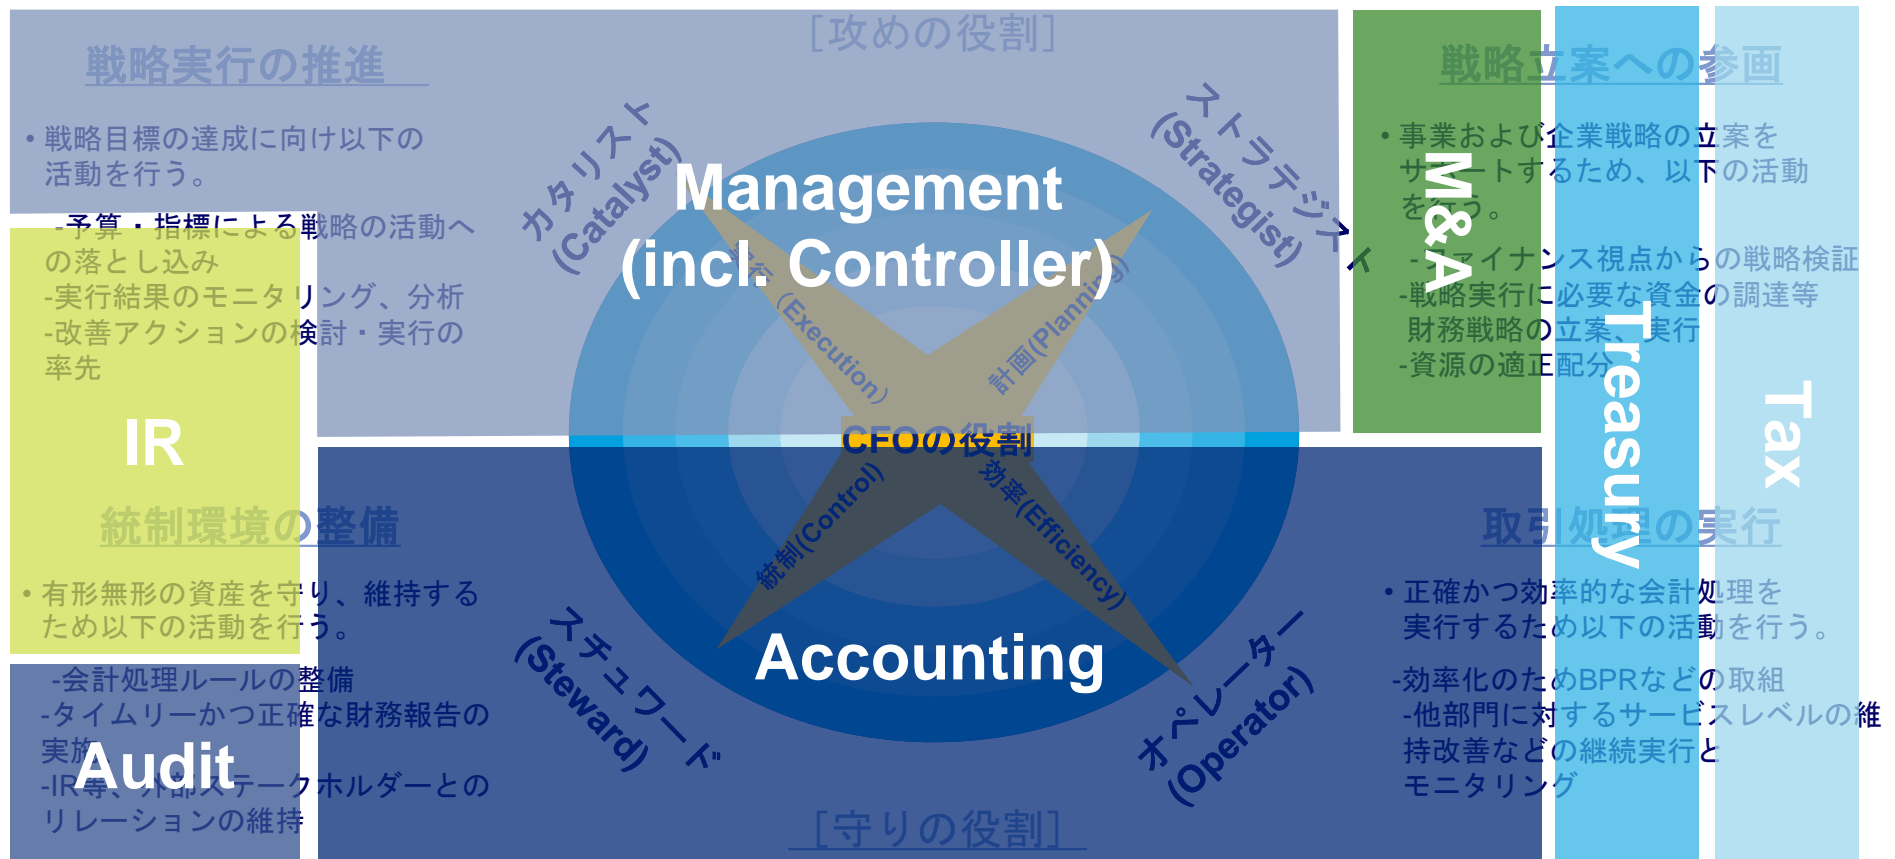 ［攻めの役割］
戦略実行の推進
・戦略目標の達成に向け以下の
活動を行う。
-予算・指標による戦略の活動へ
の落とし込み
-実行結果のモニタリング、分析
-改善アクションの検討・実行の
率先
カタリスト
(Catalyst)
ストラテジスト
(Strategist)
戦略立案への参画
・事業および企業戦略の立案を
サポートするため、以下の活動
を行う。
-ファイナンス視点からの戦略検証
-戦略実行に必要な資金の調達等
財務戦略の立案、実行
-資源の適正配分
Management
(incl. Controller)
実行（Execution）
計画(Planning)
CFOの役割
統制(Control)
効率(Efficiency)
M&A
Treasury
Tax
IR
統制環境の整備
・有形無形の資産を守り、維持する
ため以下の活動を行う。
-会計処理ルールの整備
-タイムリーかつ正確な財務報告の
実施
-IR等、外部ステークホルダーとの
リレーションの維持
Audit
スチュワード
(Steward)
Accounting
オペレーター
(Operator)
取引処理の実行
・正確かつ効率的な会計処理を
実行するため以下の活動を行う。
-効率化のためBPRなどの取組
-他部門に対するサービスレベルの維
持改善などの継続実行と
モニタリング
［守りの役割］